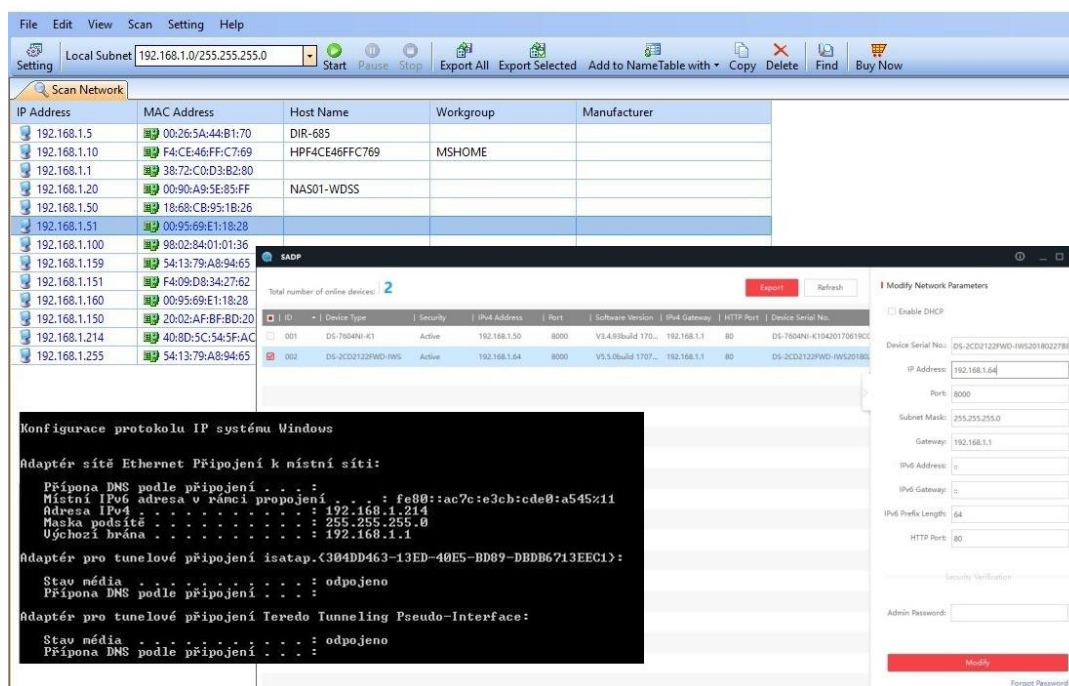 File Edit View Scan Setting Help
Setting Local Subnet 192.168.1.0/255.255.255.0 Start Pause Stop Export All Export Selected Add to NameTable with Copy Delete Find Buy Now
Scan Network
IP Address MAC Address Host Name Workgroup Manufacturer
192.168.1.5 00:26:5A:44:B1:70 DIR-685
192.168.1.10 F4:CE:46:FF:C7:69 HPF4CE46FFC769 MSHOME
192.168.1.1 38:72:C0:D3:B2:80
192.168.1.20 00:90:A9:5E:85:FF NAS01-WDSS
192.168.1.50 18:68:CB:95:1B:26
192.168.1.51 00:95:69:E1:18:28
192.168.1.100 98:02:84:01:01:36
192.168.1.159 54:13:79:A8:94:65
192.168.1.151 F4:09:D8:34:27:62
192.168.1.160 00:95:69:E1:18:28
192.168.1.150 20:02:AF:BF:BD:20
192.168.1.214 40:8D:5C:54:5F:AC
192.168.1.255 54:13:79:A8:94:65
SADP
Total number of online devices: 2 Export Refresh
ID Device Type Security IPv4 Address Port Software Version IPv4 Gateway HTTP Port Device Serial No.
001 DS-7604NI-K1 Active 192.168.1.50 8000 V3.4.93build 170... 192.168.1.1 80 DS-7604NI-K10420170619CC
002 DS-2CD2122FWD-IWS Active 192.168.1.64 8000 V5.5.0build 1707... 192.168.1.1 80 DS-2CD2122FWD-IWS20180
Modify Network Parameters
Enable DHCP
Device Serial No.: DS-2CD2122FWD-IWS2018022788
IP Address: 192.168.1.64
Port: 8000
Subnet Mask: 255.255.255.0
Gateway: 192.168.1.1
IPv6 Address: ::
IPv6 Gateway: ::
IPv6 Prefix Length: 64
HTTP Port: 80
Security Verification
Admin Password:
Modify
Forgot Password
Konfigurace protokolu IP systému Windows
Adaptér sítě Ethernet Připojení k místní síti:
Přípona DNS podle připojení . . . :
Místní IPv6 adresa v rámci propojení . . . : fe80::ac7c:e3cb:cde0:a545%11
Adresa IPv4 . . . . . . . . . . . : 192.168.1.214
Maska podsítě . . . . . . . . . . : 255.255.255.0
Výchozí brána . . . . . . . . . . : 192.168.1.1
Adaptér pro tunelové připojení isatap.{304DD463-13ED-40E5-BD89-DBDB6713EEC1}:
Stav média . . . . . . . . . . . : odpojeno
Přípona DNS podle připojení . . . :
Adaptér pro tunelové připojení Teredo Tunneling Pseudo-Interface:
Stav média . . . . . . . . . . . : odpojeno
Přípona DNS podle připojení . . . :